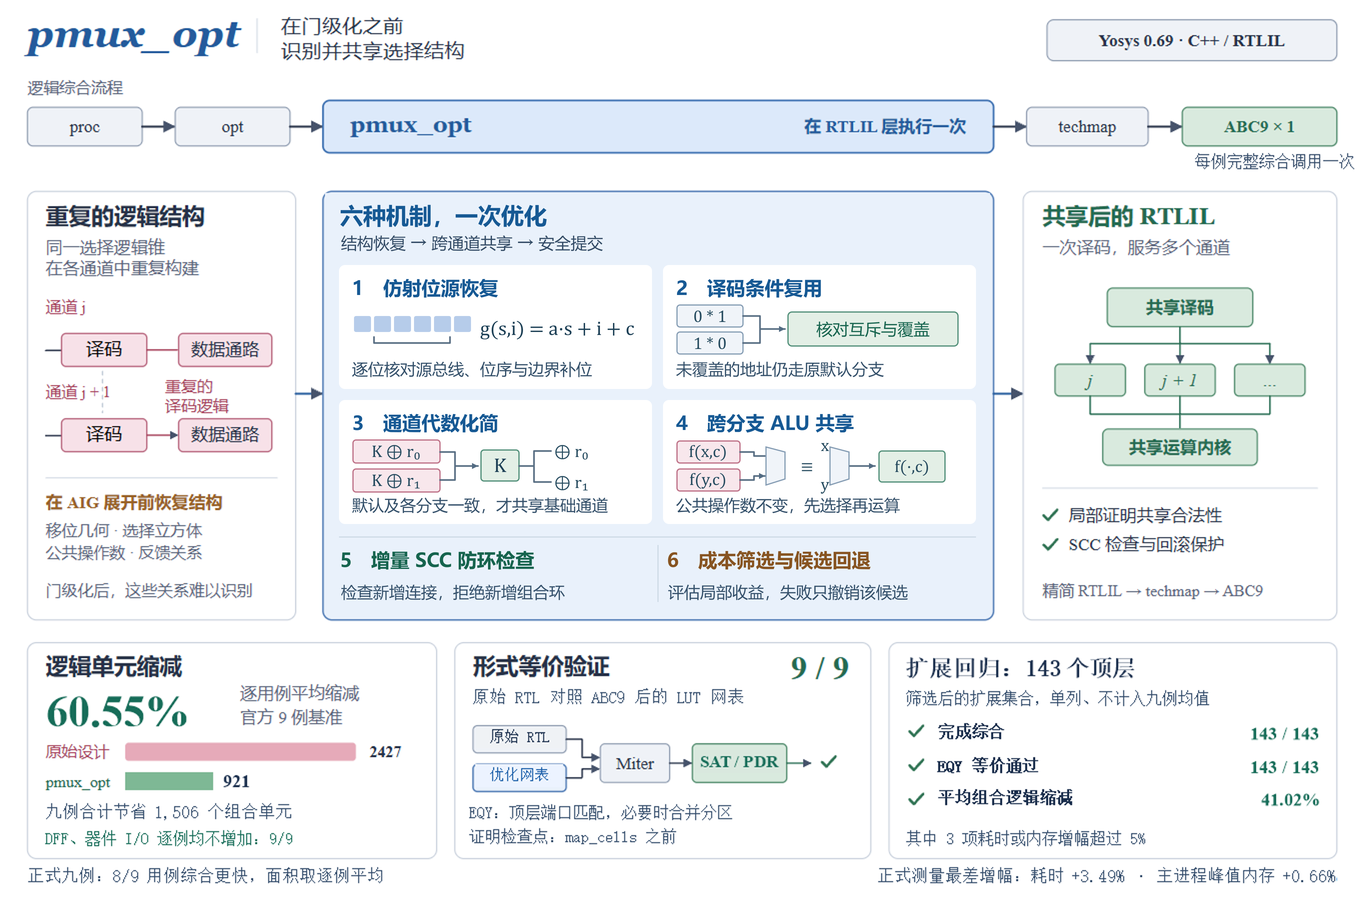 pmux_opt
在门级化之前
识别并共享选择结构
Yosys 0.69 · C++ / RTLIL
逻辑综合流程
proc
opt
pmux_opt
在 RTLIL 层执行一次
techmap
ABC9 × 1
每例完整综合调用一次
重复的逻辑结构
同一选择逻辑锥
在各通道中重复构建
通道 j
译码
数据通路
通道 j + 1
重复的
译码逻辑
译码
数据通路
在 AIG 展开前恢复结构
移位几何 · 选择立方体
公共操作数 · 反馈关系
门级化后，这些关系难以识别
六种机制，一次优化
结构恢复 → 跨通道共享 → 安全提交
1 仿射位源恢复
g(s,i) = a·s + i + c
逐位核对源总线、位序与边界补位
2 译码条件复用
0 * 1
1 * 0
核对互斥与覆盖
未覆盖的地址仍走原默认分支
3 通道代数化简
K ⊕ r₀
K ⊕ r₁
K
⊕ r₀
⊕ r₁
默认及各分支一致，才共享基础通道
4 跨分支 ALU 共享
f(x,c)
f(y,c)
≡
x
y
f(·,c)
公共操作数不变，先选择再运算
5 增量 SCC 防环检查
检查新增连接，拒绝新增组合环
6 成本筛选与候选回退
评估局部收益，失败只撤销该候选
共享后的 RTLIL
一次译码，服务多个通道
共享译码
j
j + 1
...
共享运算内核
局部证明共享合法性
SCC 检查与回滚保护
精简 RTLIL → techmap → ABC9
逻辑单元缩减
60.55%
逐用例平均缩减
官方 9 例基准
原始设计
2427
pmux_opt
921
九例合计节省 1,506 个组合单元
DFF、器件 I/O 逐例均不增加：9/9
形式等价验证
9 / 9
原始 RTL 对照 ABC9 后的 LUT 网表
原始 RTL
优化网表
Miter
SAT / PDR
EQY：顶层端口匹配，必要时合并分区
证明检查点：map_cells 之前
扩展回归：143 个顶层
筛选后的扩展集合，单列、不计入九例均值
完成综合
143 / 143
EQY 等价通过
143 / 143
平均组合逻辑缩减
41.02%
其中 3 项耗时或内存增幅超过 5%
正式九例：8/9 用例综合更快，面积取逐例平均
正式测量最差增幅：耗时 +3.49% · 主进程峰值内存 +0.66%